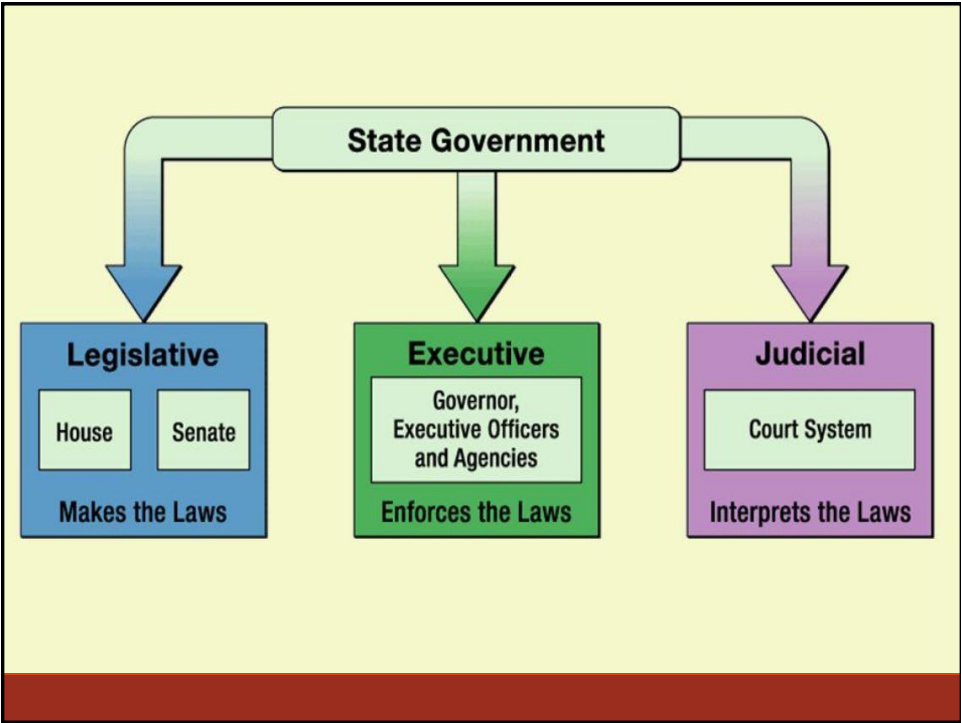 State Government
Legislative
House
Senate
Makes the Laws
Executive
Governor,
Executive Officers
and Agencies
Enforces the Laws
Judicial
Court System
Interprets the Laws